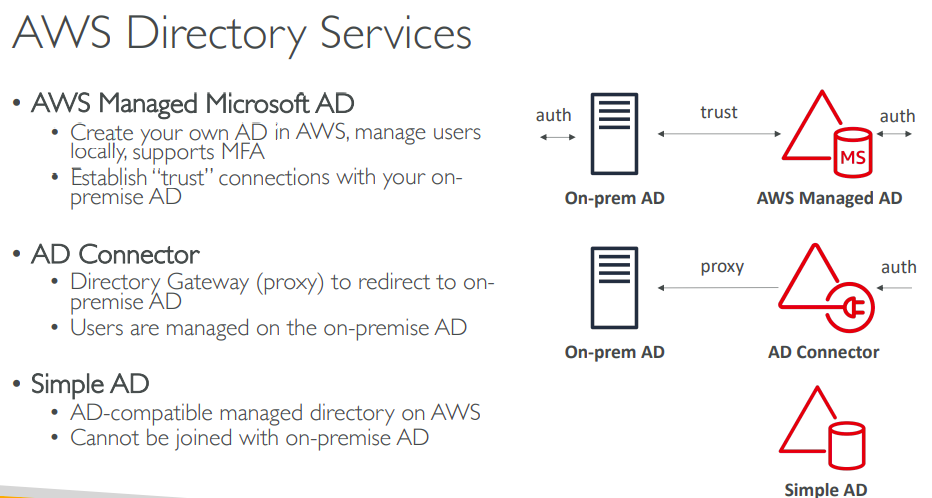 AWS Directory Services
• AWS Managed Microsoft AD
• Create your own AD in AWS, manage users
locally, supports MFA
• Establish “trust” connections with your on-
premise AD
• AD Connector
• Directory Gateway (proxy) to redirect to on-
premise AD
• Users are managed on the on-premise AD
• Simple AD
• AD-compatible managed directory on AWS
• Cannot be joined with on-premise AD
auth
trust
auth
MS
On-prem AD
AWS Managed AD
proxy
auth
On-prem AD
AD Connector
Simple AD